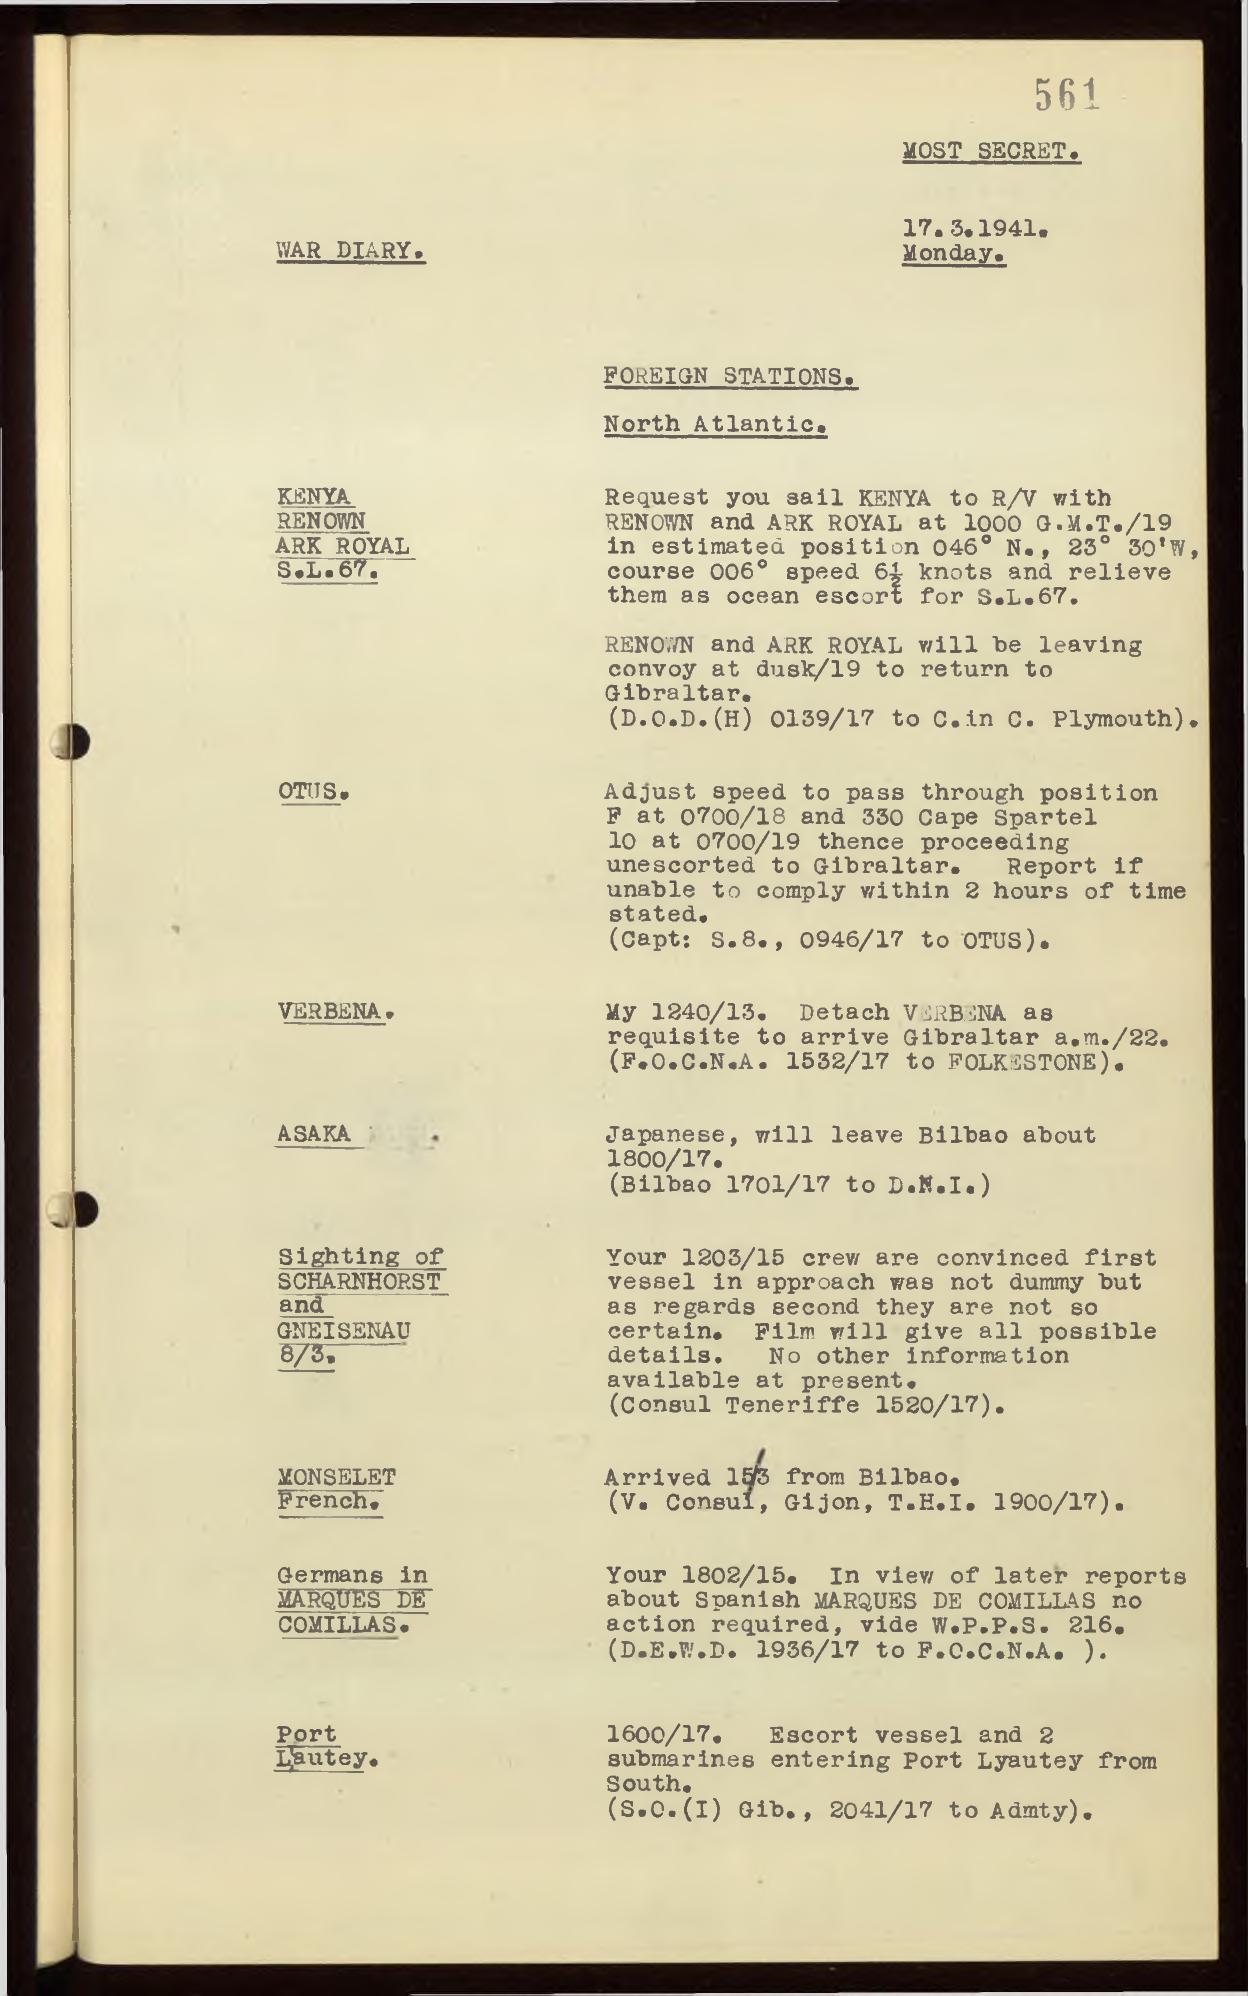 561
MOST SECRET.
17.3.1941.
WAR DIARY.
Monday.
FOREIGN STATIONS.
North Atlantic.
KENYA
RENOWN
ARK ROYAL
S.L.67.
Request you sail KENYA to R/V with
RENOWN and ARK ROYAL at 1000 G.M.T./19
in estimated position 046° N., 23° 30'W,
course 006° speed 6½ knots and relieve
them as ocean escort for S.L.67.
RENOWN and ARK ROYAL will be leaving
convoy at dusk/19 to return to
Gibraltar.
(D.O.D.(H) 0139/17 to C.in C. Plymouth).
OTUS.
Adjust speed to pass through position
F at 0700/18 and 330 Cape Spartel
10 at 0700/19 thence proceeding
unescorted to Gibraltar. Report if
unable to comply within 2 hours of time
stated.
(Capt: S.8., 0946/17 to OTUS).
VERBENA.
My 1240/13. Detach VERBENA as
requisite to arrive Gibraltar a.m./22.
(F.O.C.N.A. 1532/17 to FOLKESTONE).
ASAKA .
Japanese, will leave Bilbao about
1800/17.
(Bilbao 1701/17 to D.N.I.)
Sighting of
SCHARNHORST
and
GNEISENAU
8/3.
Your 1203/15 crew are convinced first
vessel in approach was not dummy but
as regards second they are not so
certain. Film will give all possible
details. No other information
available at present.
(Consul Teneriffe 1520/17).
MONSELET
French.
Arrived 15/3 from Bilbao.
(V. Consul, Gijon, T.H.I. 1900/17).
Germans in
MARQUES DE
COMILLAS.
Your 1802/15. In view of later reports
about Spanish MARQUES DE COMILLAS no
action required, vide W.P.P.S. 216.
(D.E.W.D. 1936/17 to F.O.C.N.A. ).
Port
Lyautey.
1600/17. Escort vessel and 2
submarines entering Port Lyautey from
South.
(S.O.(I) Gib., 2041/17 to Admty).